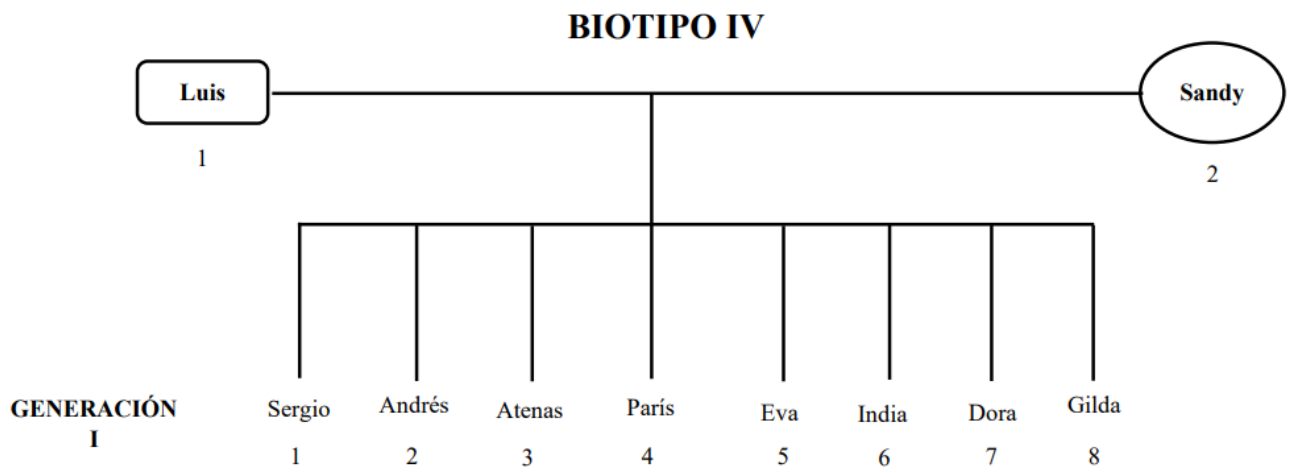 BIOTIPO IV
Luis
Sandy
1
2
GENERACIÓN
I
Sergio
Andrés
Atenas
París
Eva
India
Dora
Gilda
1
2
3
4
5
6
7
8